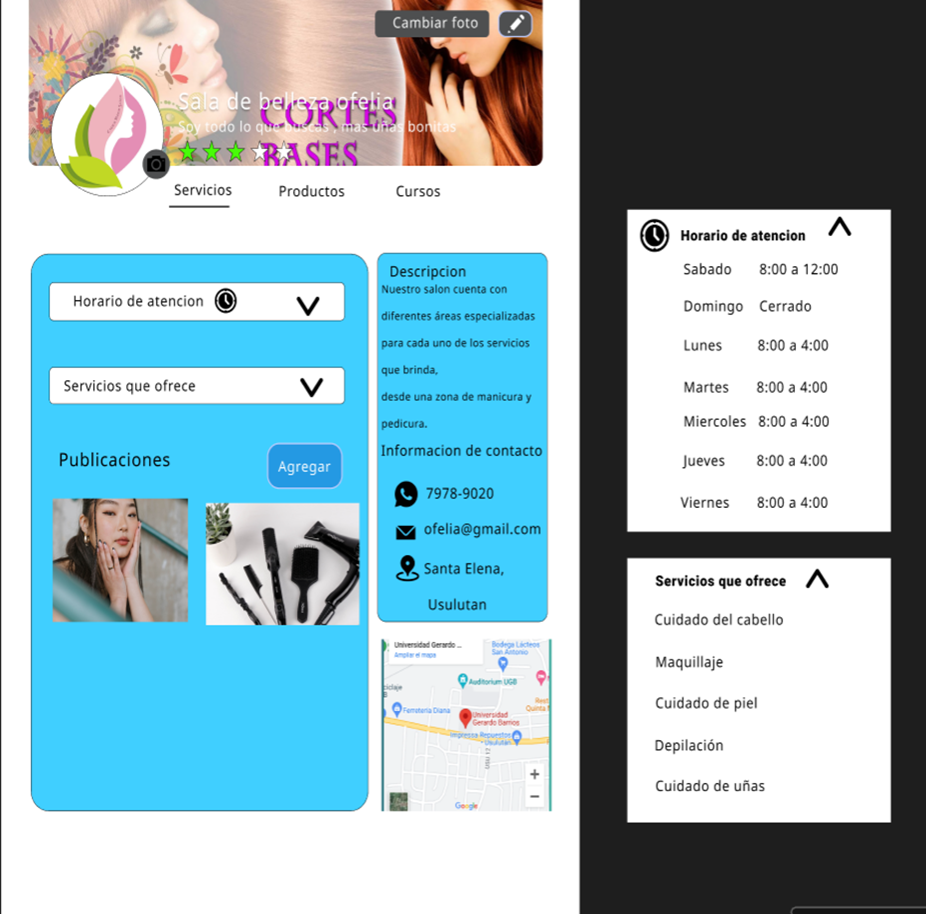 Cambiar foto
Sala de belleza ofelia
CORTES
Soy todo lo que buscas , mas uñas bonitas
BASES
Servicios
Productos
Cursos
Horario de atencion
Servicios que ofrece
Publicaciones
Agregar
Descripcion
Nuestro salon cuenta con
diferentes áreas especializadas
para cada uno de los servicios
que brinda,
desde una zona de manicura y
pedicura.
Informacion de contacto
7978-9020
ofelia@gmail.com
Santa Elena,
Usulutan
Universidad Gerardo ...
Ampliar el mapa
Bodega Lácteos
San Antonio
Auditorium UGB
Ferretería Diana
Universidad
Gerardo Barrios
Impressa Repuestos
Usulután
Google
Horario de atencion
Sabado 8:00 a 12:00
Domingo Cerrado
Lunes 8:00 a 4:00
Martes 8:00 a 4:00
Miercoles 8:00 a 4:00
Jueves 8:00 a 4:00
Viernes 8:00 a 4:00
Servicios que ofrece
Cuidado del cabello
Maquillaje
Cuidado de piel
Depilación
Cuidado de uñas